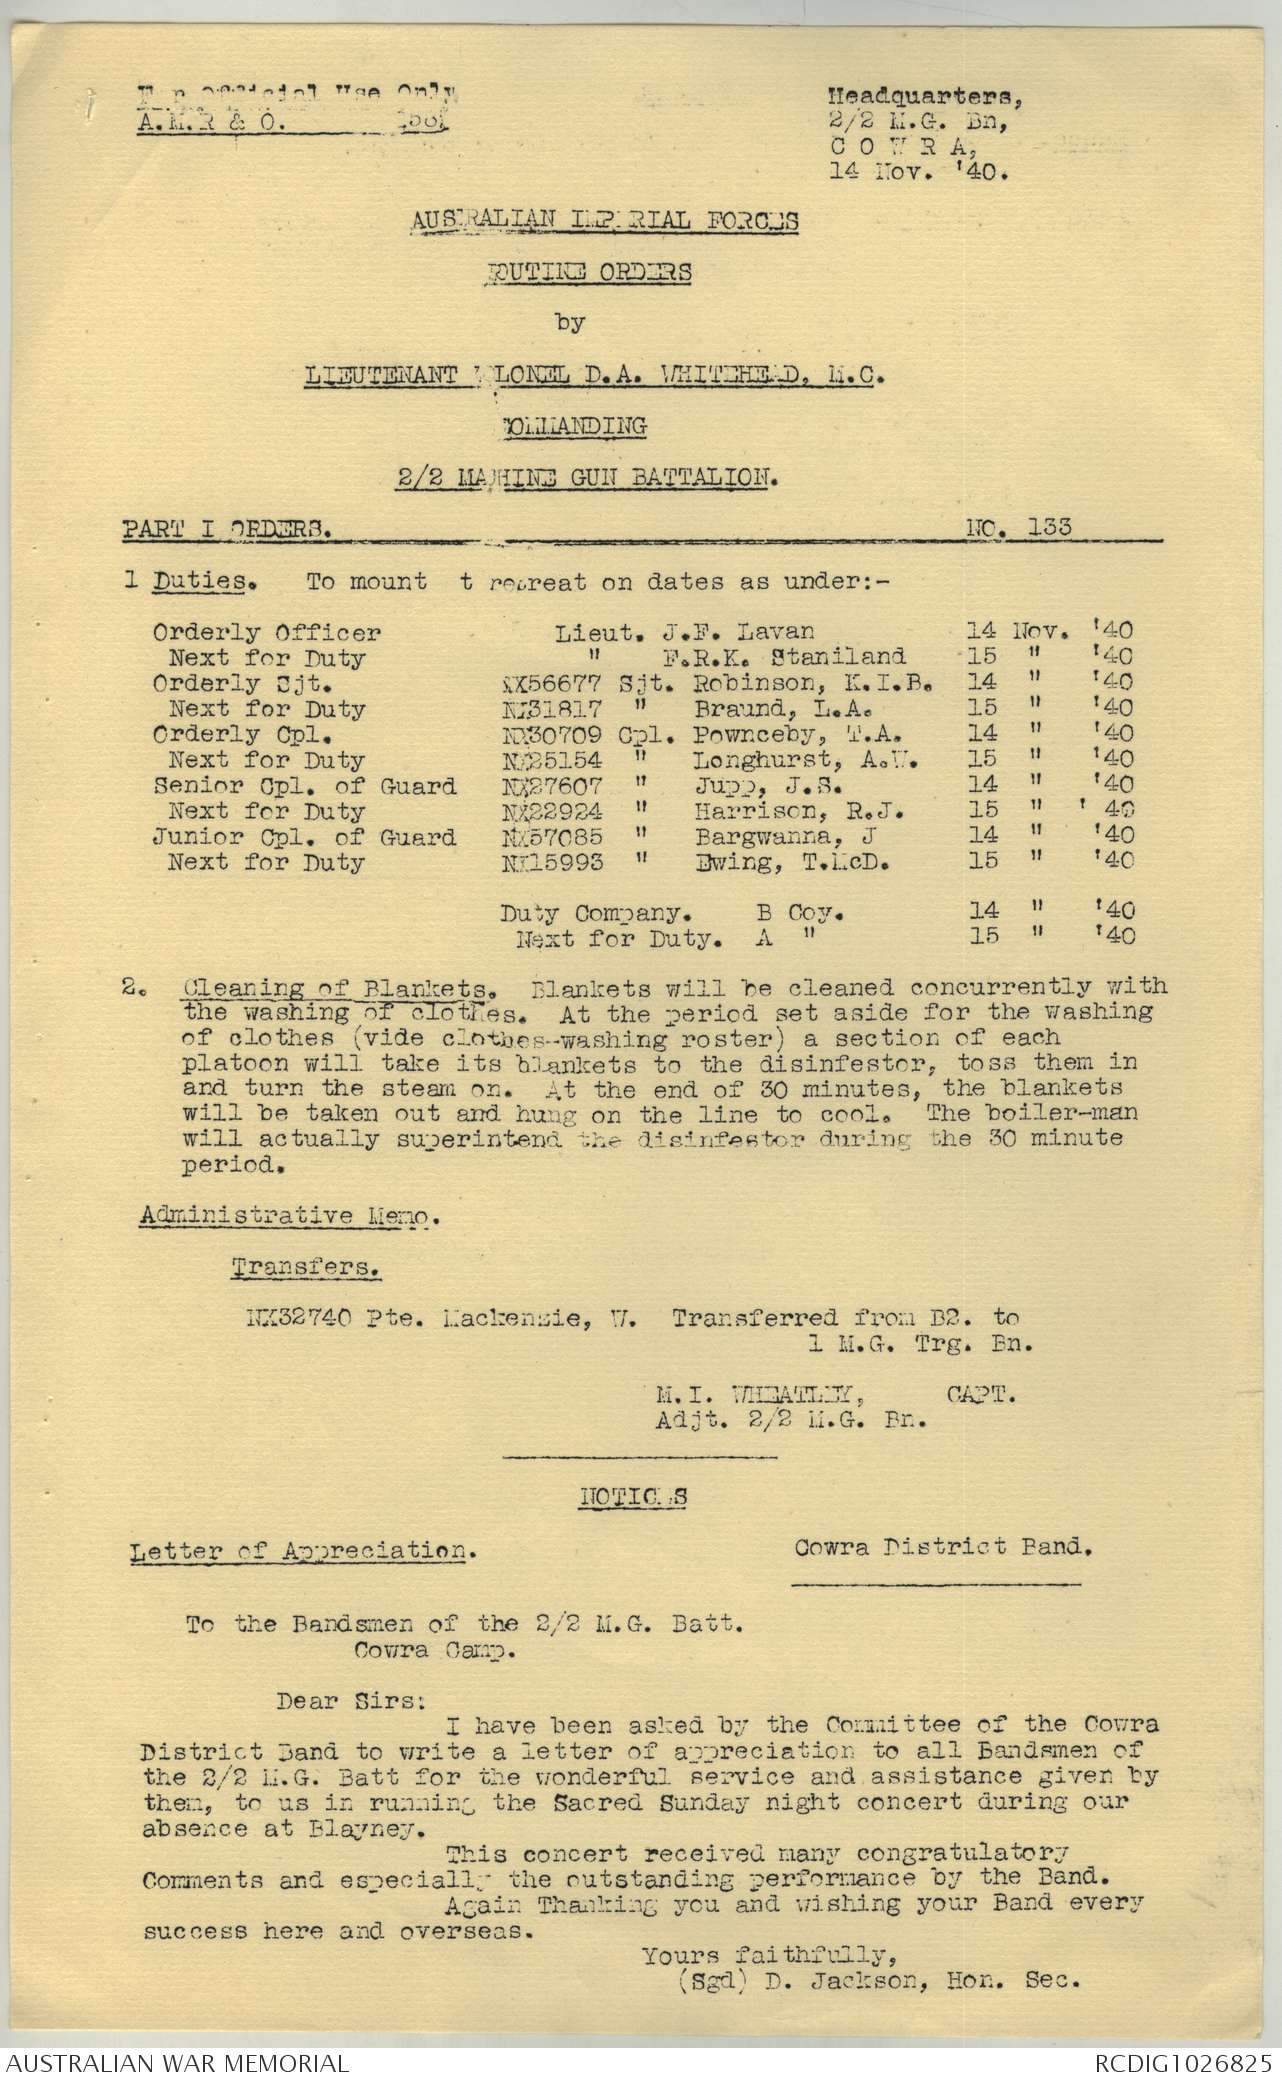 For Official Use Only
A.M.R & O.
Headquarters,
2/2 M.G. Bn,
C O W R A,
14 Nov. '40.
AUSTRALIAN IMPERIAL FORCES
ROUTINE ORDERS
by
LIEUTENANT COLONEL D.A. WHITEHEAD, M.C.
COMMANDING
2/2 MACHINE GUN BATTALION.
PART I ORDERS. NO. 133
1 Duties. To mount t retreat on dates as under:-
Orderly Officer Lieut. J.F. Lavan 14 Nov. '40
Next for Duty " F.R.K. Staniland 15 " '40
Orderly Sjt. NX56677 Sjt. Robinson, K.I.B. 14 " '40
Next for Duty NX31817 " Braund, L.A. 15 " '40
Orderly Cpl. NX30709 Cpl. Pownceby, T.A. 14 " '40
Next for Duty NX25154 " Longhurst, A.W. 15 " '40
Senior Cpl. of Guard NX27607 " Jupp, J.S. 14 " '40
Next for Duty NX22924 " Harrison, R.J. 15 " ' 40
Junior Cpl. of Guard NX57085 " Bargwanna, J 14 " '40
Next for Duty NX15993 " Ewing, T.McD. 15 " '40
Duty Company. B Coy. 14 " '40
Next for Duty. A " 15 " '40
2. Cleaning of Blankets. Blankets will be cleaned concurrently with
the washing of clothes. At the period set aside for the washing
of clothes (vide clothes-washing roster) a section of each
platoon will take its blankets to the disinfestor, toss them in
and turn the steam on. At the end of 30 minutes, the blankets
will be taken out and hung on the line to cool. The boiler-man
will actually superintend the disinfestor during the 30 minute
period.
Administrative Memo.
Transfers.
NX32740 Pte. Mackenzie, W. Transferred from B2. to
1 M.G. Trg. Bn.
M.I. WHEATLEY, CAPT.
Adjt. 2/2 M.G. Bn.
NOTICES
Letter of Appreciation. Cowra District Band.
To the Bandsmen of the 2/2 M.G. Batt.
Cowra Camp.
Dear Sirs:
I have been asked by the Committee of the Cowra
District Band to write a letter of appreciation to all Bandsmen of
the 2/2 M.G. Batt for the wonderful service and assistance given by
them, to us in running the Sacred Sunday night concert during our
absence at Blayney.
This concert received many congratulatory
Comments and especially the outstanding performance by the Band.
Again Thanking you and wishing your Band every
success here and overseas.
Yours faithfully,
(Sgd) D. Jackson, Hon. Sec.
AUSTRALIAN WAR MEMORIAL RCDIG1026825